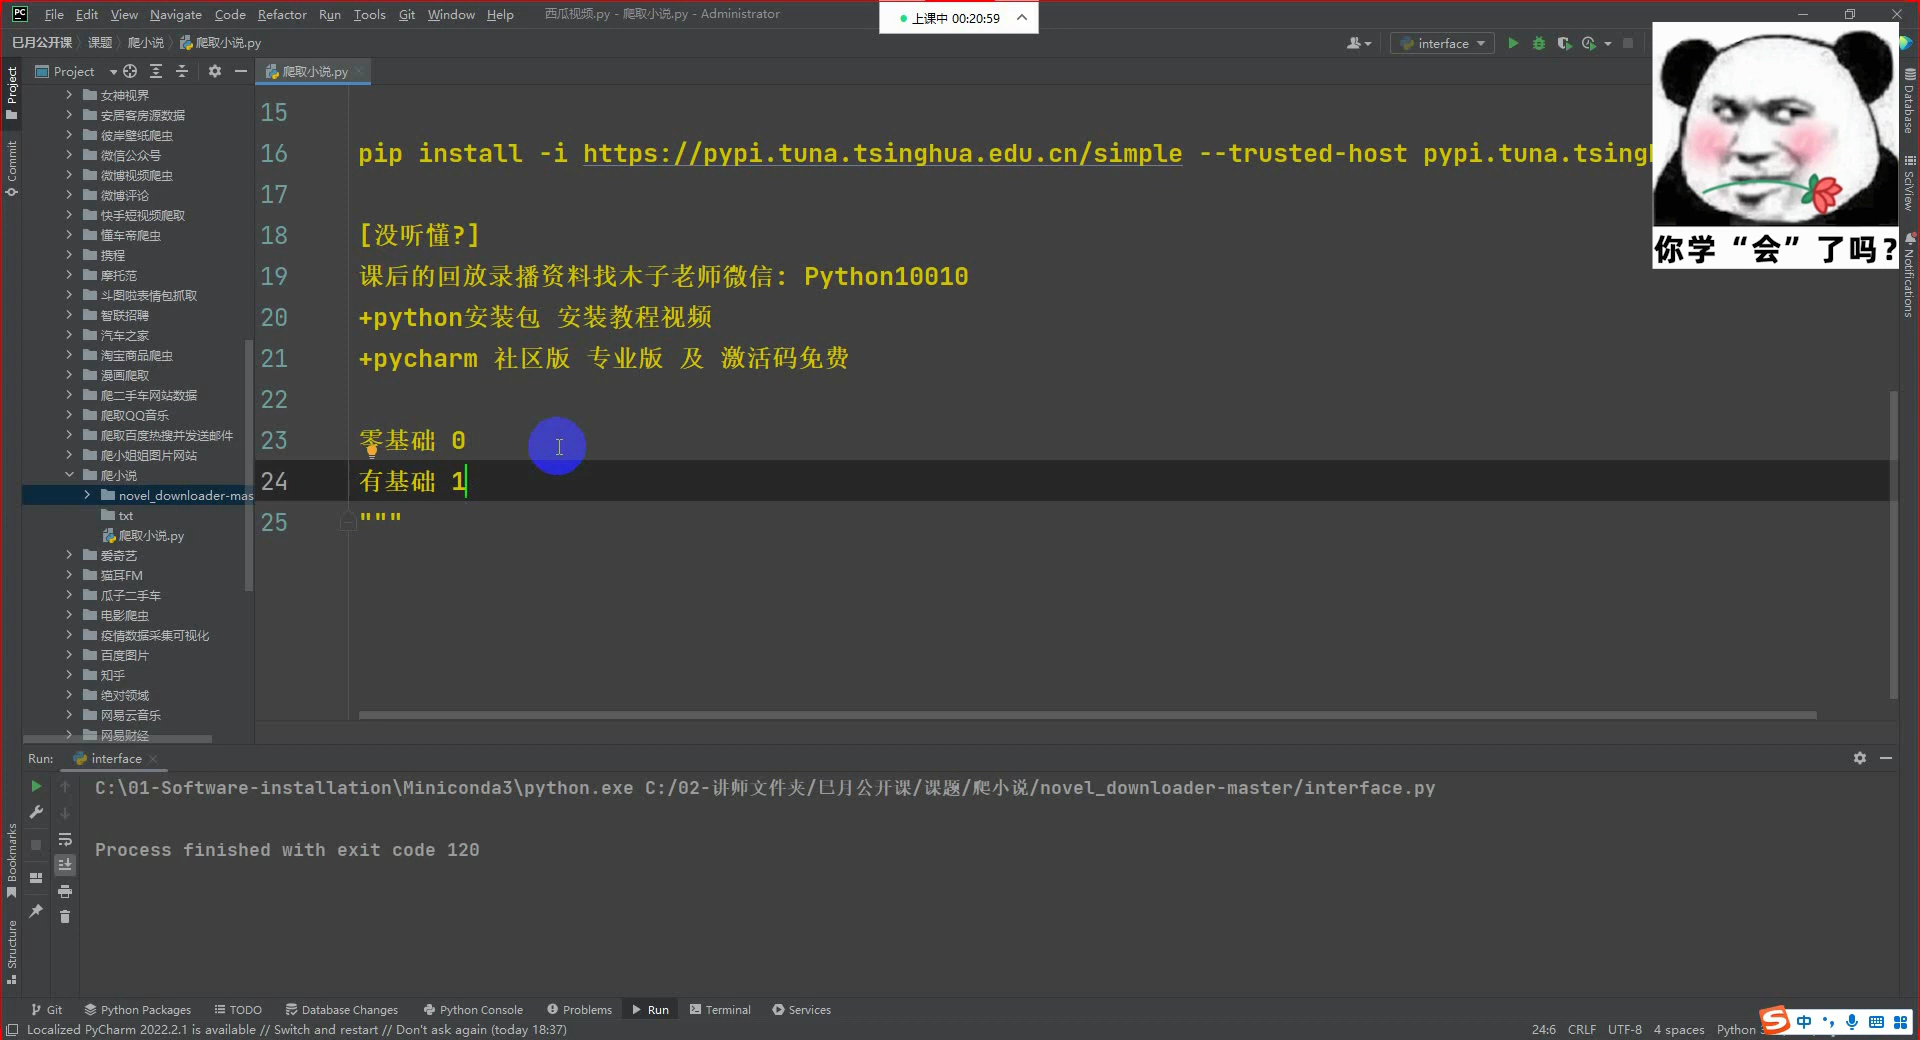 File Edit View Navigate Code Refactor Run Tools Git Window Help 西瓜视频.py - 爬取小说.py - Administrator
上课中 00:20:59
巳月公开课 课题 爬小说 爬取小说.py
interface
Project
爬取小说.py
Project
Commit
女神视界
安居客房源数据
彼岸壁纸爬虫
微信公众号
微博视频爬虫
微博评论
快手短视频爬取
懂车帝爬虫
携程
摩托范
斗图啦表情包抓取
智联招聘
汽车之家
淘宝商品爬虫
漫画爬取
爬二手车网站数据
爬取QQ音乐
爬取百度热搜并发送邮件
爬小姐姐图片网站
爬小说
novel_downloader-mas
txt
爬取小说.py
爱奇艺
猫耳FM
瓜子二手车
电影爬虫
疫情数据采集可视化
百度图片
知乎
绝对领域
网易云音乐
网易财经
15
16 pip install -i https://pypi.tuna.tsinghua.edu.cn/simple --trusted-host pypi.tuna.tsing
17
18 [没听懂?]
19 课后的回放录播资料找木子老师微信: Python10010
20 +python安装包 安装教程视频
21 +pycharm 社区版 专业版 及 激活码免费
22
23 零基础 0
24 有基础 1
25 """
你学“会”了吗?
Database
SciView
Notifications
Run: interface
C:\01-Software-installation\Miniconda3\python.exe C:/02-讲师文件夹/巳月公开课/课题/爬小说/novel_downloader-master/interface.py
Process finished with exit code 120
Bookmarks
Structure
Git Python Packages TODO Database Changes Python Console Problems Run Terminal Services
Localized PyCharm 2022.2.1 is available // Switch and restart // Don't ask again (today 18:37)
24:6 CRLF UTF-8 4 spaces Python
中